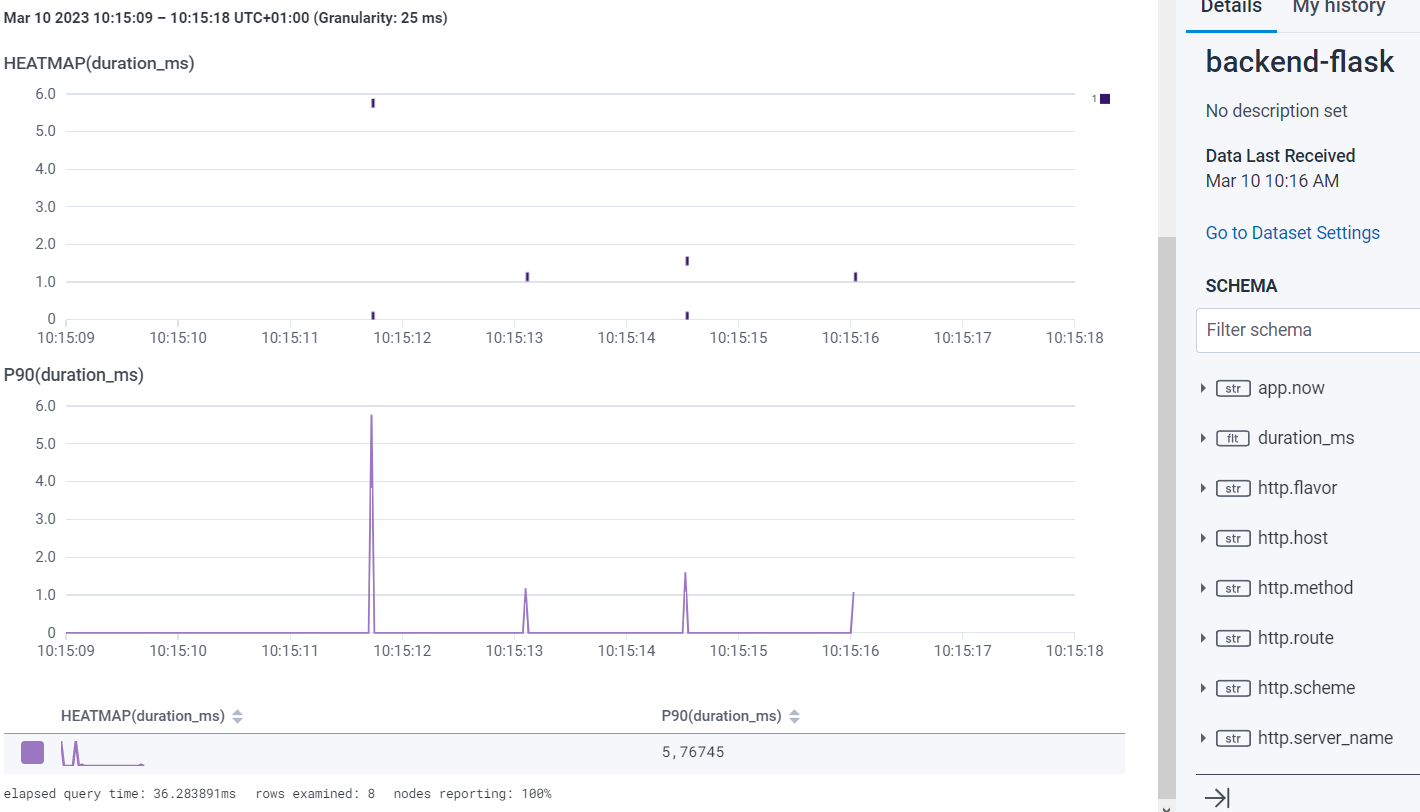 Mar 10 2023 10:15:09 – 10:15:18 UTC+01:00 (Granularity: 25 ms)
HEATMAP(duration_ms)
6.0
5.0
4.0
3.0
2.0
1.0
0
10:15:09 10:15:10 10:15:11 10:15:12 10:15:13 10:15:14 10:15:15 10:15:16 10:15:17 10:15:18
1
P90(duration_ms)
6.0
5.0
4.0
3.0
2.0
1.0
0
10:15:09 10:15:10 10:15:11 10:15:12 10:15:13 10:15:14 10:15:15 10:15:16 10:15:17 10:15:18
HEATMAP(duration_ms) P90(duration_ms)
5,76745
elapsed query time: 36.283891ms rows examined: 8 nodes reporting: 100%
Details My history
backend-flask
No description set
Data Last Received
Mar 10 10:16 AM
Go to Dataset Settings
SCHEMA
Filter schema
str app.now
flt duration_ms
str http.flavor
str http.host
str http.method
str http.route
str http.scheme
str http.server_name